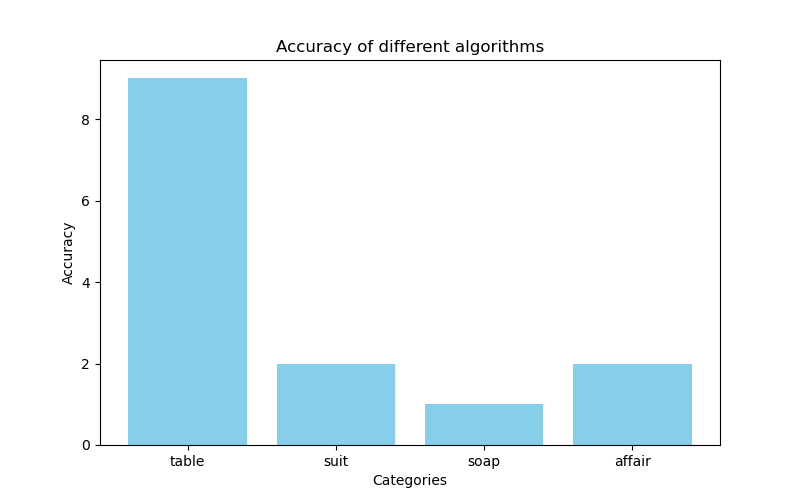 Accuracy of different algorithms
Accuracy
8
6
4
2
0
table suit soap affair
Categories